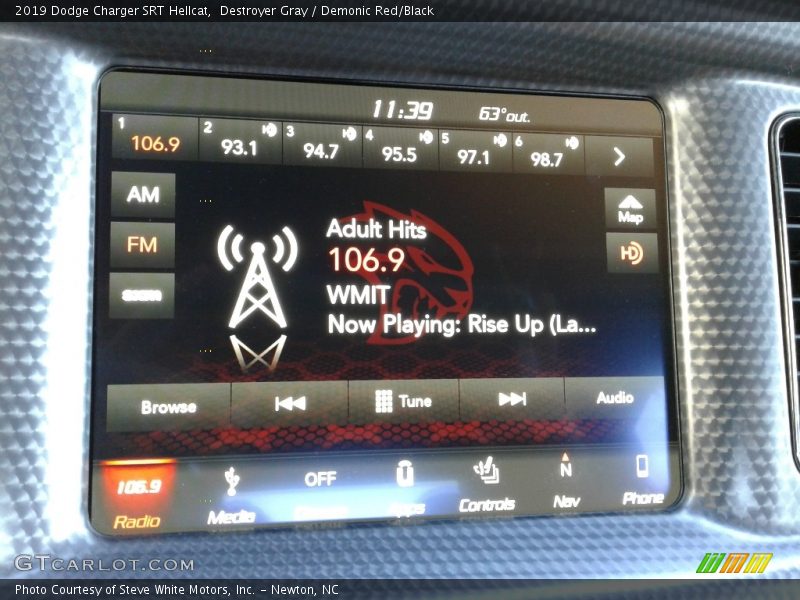 2019 Dodge Charger SRT Hellcat, Destroyer Gray / Demonic Red/Black
11:39 63°out.
1 106.9 2 93.1 3 94.7 4 95.5 5 97.1 6 98.7
AM
Map
FM
HD
Adult Hits
106.9
WMIT
Now Playing: Rise Up (La...
Browse Tune Audio
106.9 OFF N
Radio Media Apps Controls Nav Phone
GTCARLOT.COM
Photo Courtesy of Steve White Motors, Inc. – Newton, NC